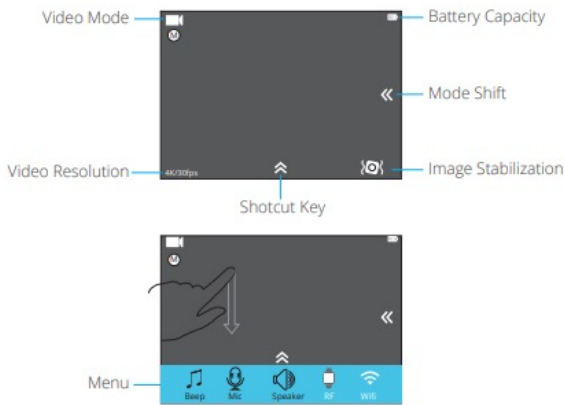 Video Mode
Battery Capacity
M
Mode Shift
Video Resolution
4K/30fps
Image Stabilization
Shotcut Key
M
Menu
Beep
Mic
Speaker
RF
Wifi